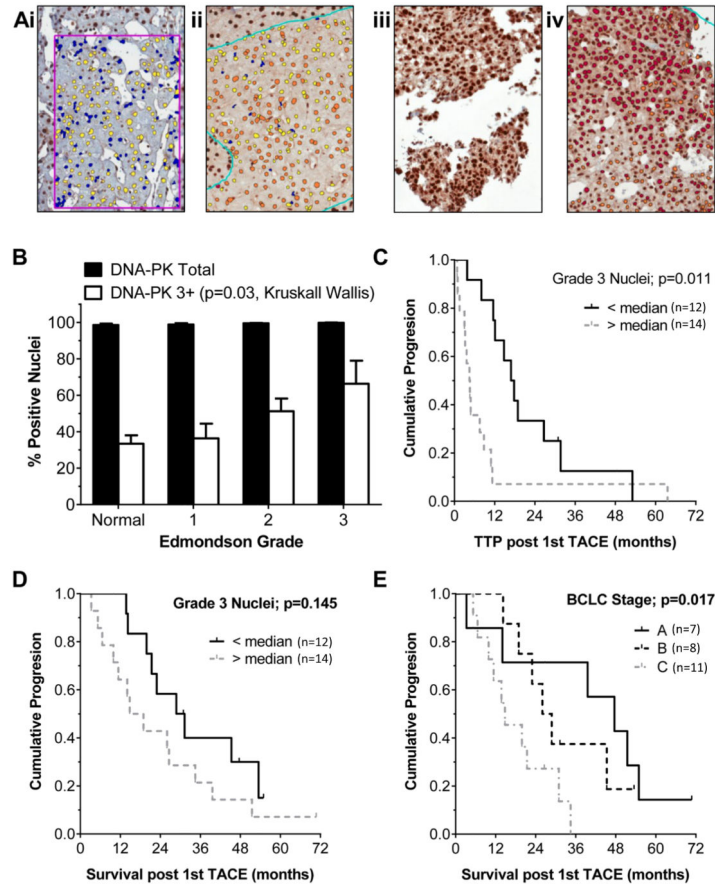 Ai
ii
iii
iv
B
DNA-PK Total
DNA-PK 3+ (p=0.03, Kruskall Wallis)
% Positive Nuclei
100
80
60
40
20
0
Normal
1
2
3
Edmondson Grade
C
Grade 3 Nuclei; p=0.011
< median (n=12)
> median (n=14)
Cumulative Progresion
1.0
0.8
0.6
0.4
0.2
0.0
0 12 24 36 48 60 72
TTP post 1st TACE (months)
D
Grade 3 Nuclei; p=0.145
< median (n=12)
> median (n=14)
Cumulative Progresion
1.0
0.8
0.6
0.4
0.2
0.0
0 12 24 36 48 60 72
Survival post 1st TACE (months)
E
BCLC Stage; p=0.017
A (n=7)
B (n=8)
C (n=11)
Cumulative Progresion
1.0
0.8
0.6
0.4
0.2
0.0
0 12 24 36 48 60 72
Survival post 1st TACE (months)